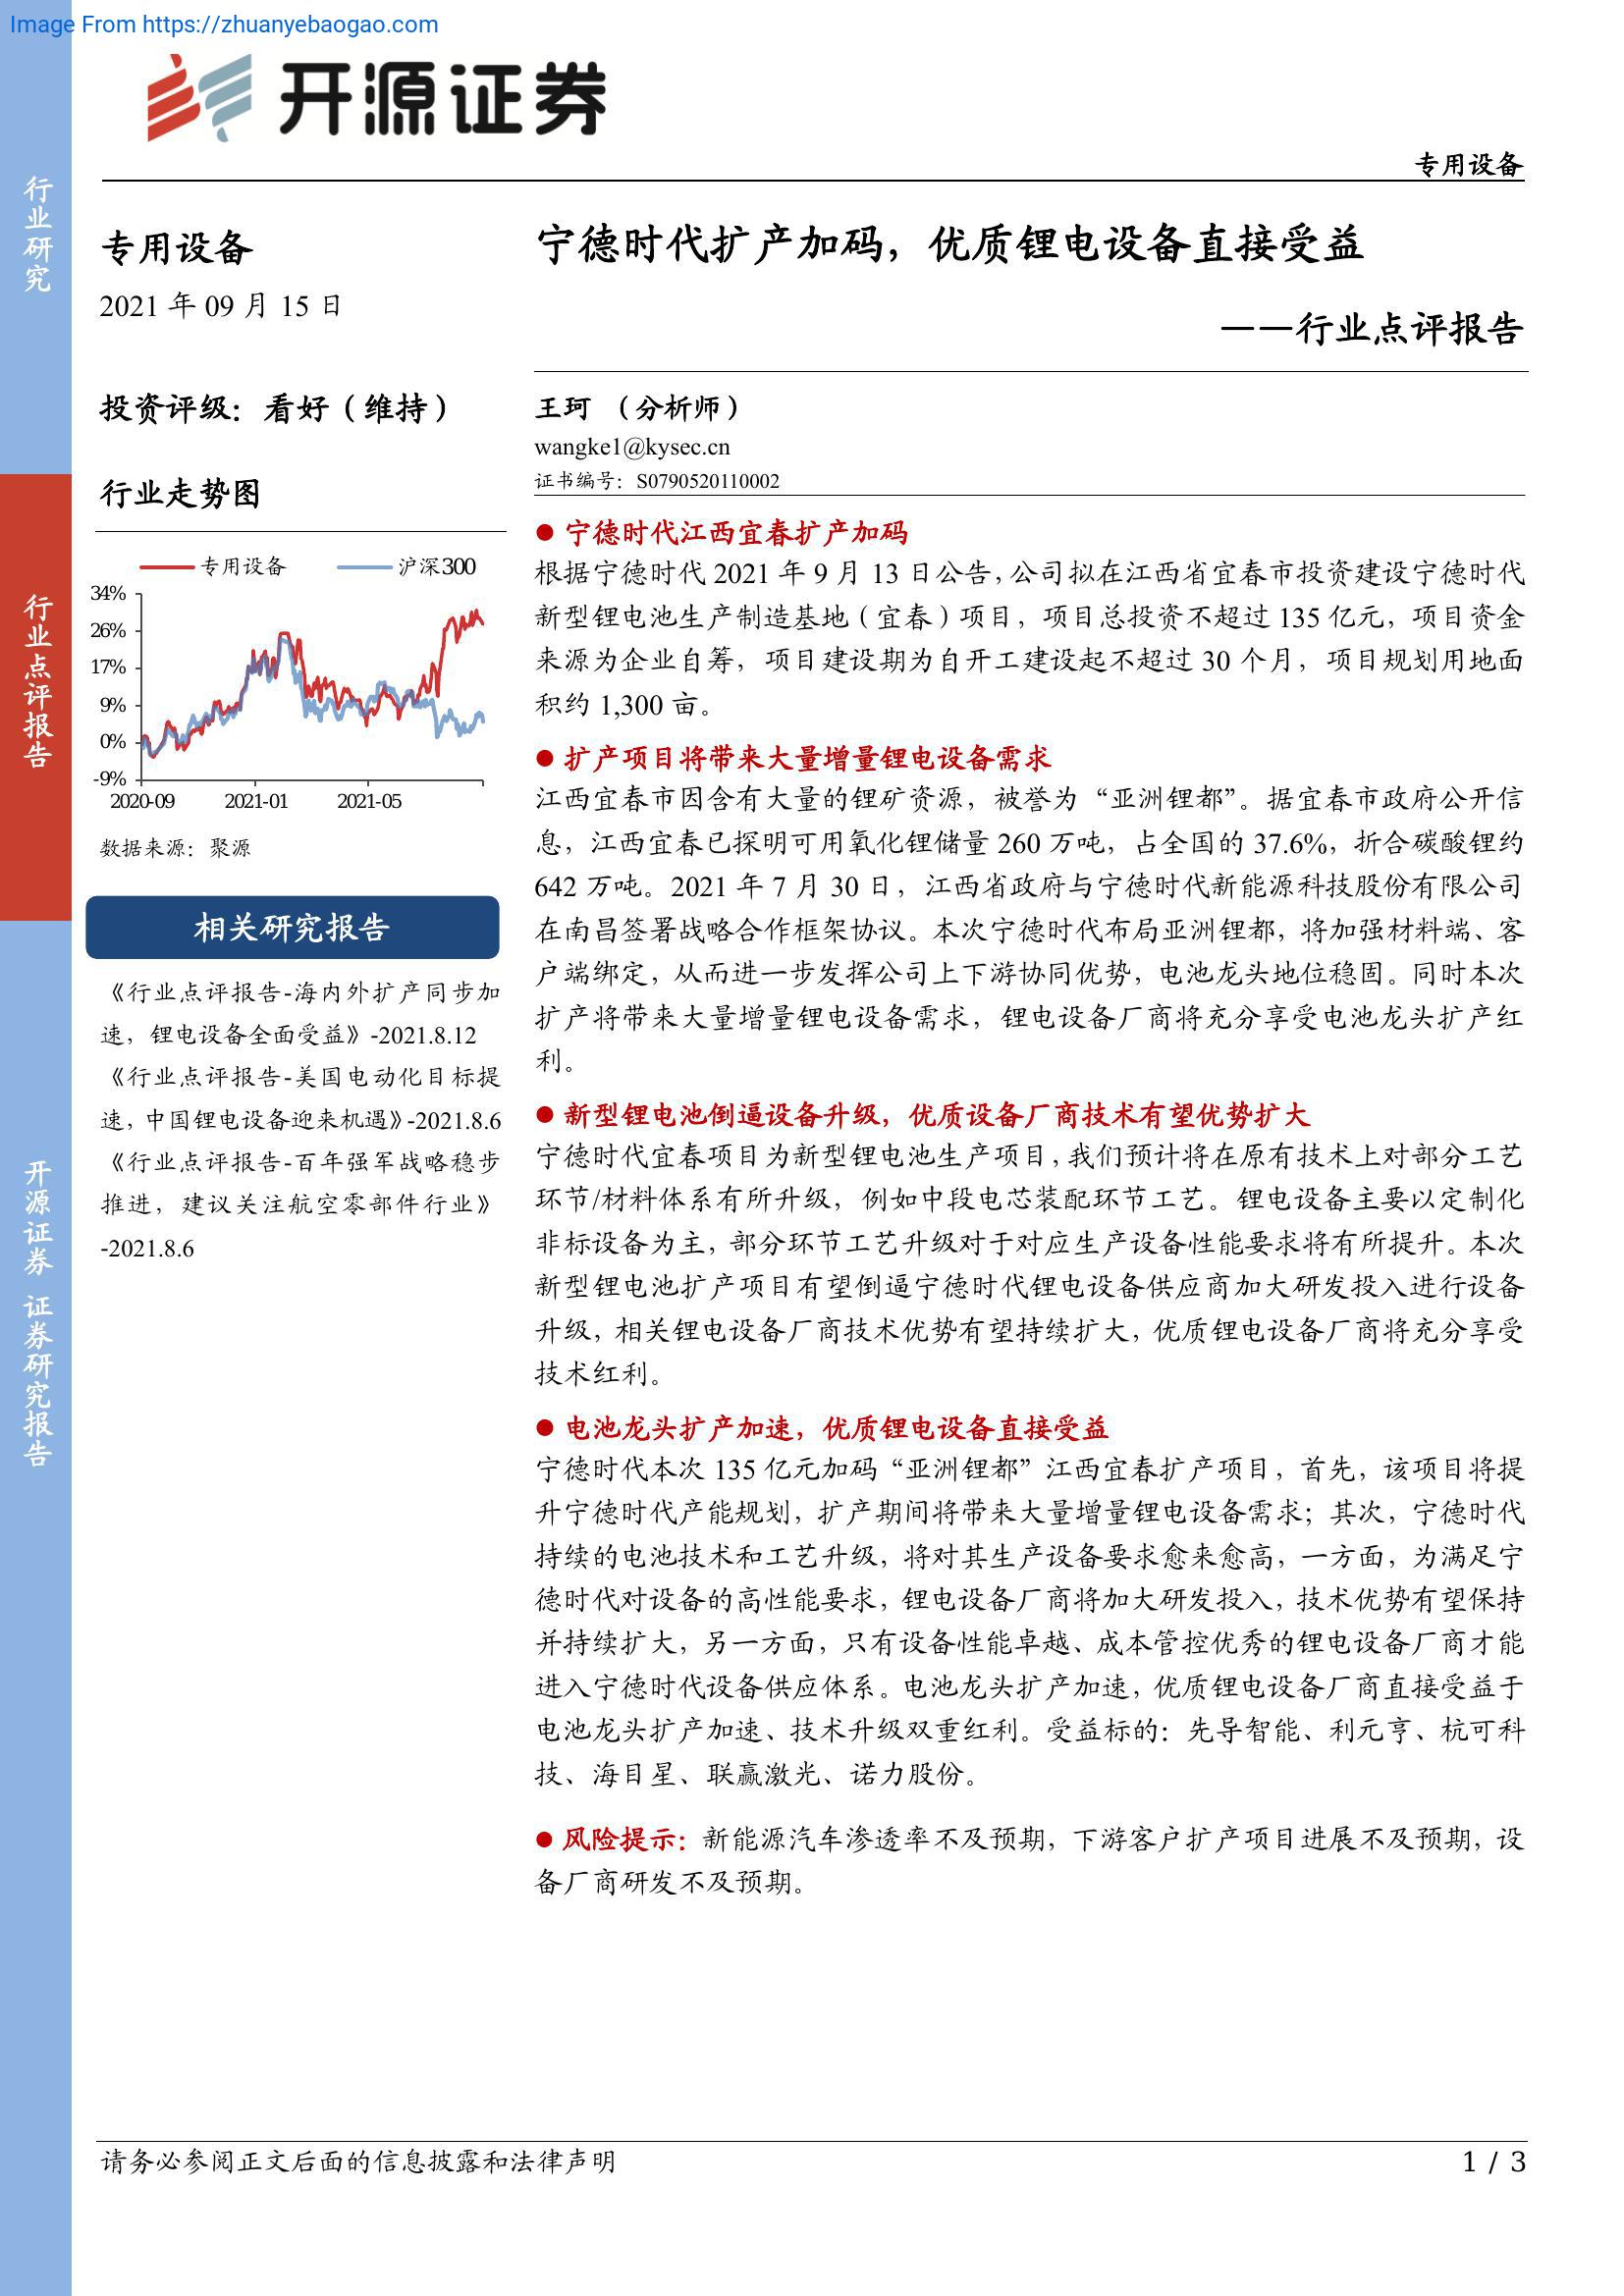 Image From https://zhuanyebaogao.com
开源证券
专用设备
行业研究
行业点评报告
开源证券 证券研究报告
专用设备
2021 年 09 月 15 日
投资评级：看好（维持）
行业走势图
专用设备 沪深300
34%
26%
17%
9%
0%
-9%
2020-09 2021-01 2021-05
数据来源：聚源
相关研究报告
《行业点评报告-海内外扩产同步加
速，锂电设备全面受益》-2021.8.12
《行业点评报告-美国电动化目标提
速，中国锂电设备迎来机遇》-2021.8.6
《行业点评报告-百年强军战略稳步
推进，建议关注航空零部件行业》
-2021.8.6
宁德时代扩产加码，优质锂电设备直接受益
——行业点评报告
王珂 （分析师）
wangke1@kysec.cn
证书编号：S0790520110002
● 宁德时代江西宜春扩产加码
根据宁德时代 2021 年 9 月 13 日公告，公司拟在江西省宜春市投资建设宁德时代
新型锂电池生产制造基地（宜春）项目，项目总投资不超过 135 亿元，项目资金
来源为企业自筹，项目建设期为自开工建设起不超过 30 个月，项目规划用地面
积约 1,300 亩。
● 扩产项目将带来大量增量锂电设备需求
江西宜春市因含有大量的锂矿资源，被誉为“亚洲锂都”。据宜春市政府公开信
息，江西宜春已探明可用氧化锂储量 260 万吨，占全国的 37.6%，折合碳酸锂约
642 万吨。2021 年 7 月 30 日，江西省政府与宁德时代新能源科技股份有限公司
在南昌签署战略合作框架协议。本次宁德时代布局亚洲锂都，将加强材料端、客
户端绑定，从而进一步发挥公司上下游协同优势，电池龙头地位稳固。同时本次
扩产将带来大量增量锂电设备需求，锂电设备厂商将充分享受电池龙头扩产红
利。
● 新型锂电池倒逼设备升级，优质设备厂商技术有望优势扩大
宁德时代宜春项目为新型锂电池生产项目，我们预计将在原有技术上对部分工艺
环节/材料体系有所升级，例如中段电芯装配环节工艺。锂电设备主要以定制化
非标设备为主，部分环节工艺升级对于对应生产设备性能要求将有所提升。本次
新型锂电池扩产项目有望倒逼宁德时代锂电设备供应商加大研发投入进行设备
升级，相关锂电设备厂商技术优势有望持续扩大，优质锂电设备厂商将充分享受
技术红利。
● 电池龙头扩产加速，优质锂电设备直接受益
宁德时代本次 135 亿元加码“亚洲锂都”江西宜春扩产项目，首先，该项目将提
升宁德时代产能规划，扩产期间将带来大量增量锂电设备需求；其次，宁德时代
持续的电池技术和工艺升级，将对其生产设备要求愈来愈高，一方面，为满足宁
德时代对设备的高性能要求，锂电设备厂商将加大研发投入，技术优势有望保持
并持续扩大，另一方面，只有设备性能卓越、成本管控优秀的锂电设备厂商才能
进入宁德时代设备供应体系。电池龙头扩产加速，优质锂电设备厂商直接受益于
电池龙头扩产加速、技术升级双重红利。受益标的：先导智能、利元亨、杭可科
技、海目星、联赢激光、诺力股份。
● 风险提示：新能源汽车渗透率不及预期，下游客户扩产项目进展不及预期，设
备厂商研发不及预期。
请务必参阅正文后面的信息披露和法律声明
1 / 3